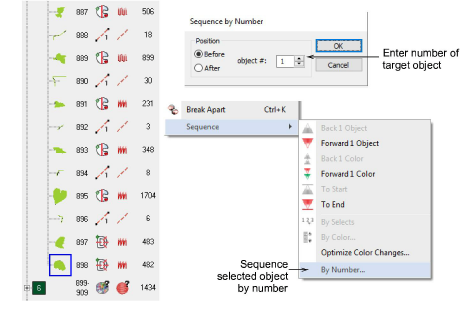 887 506
888 18
889 899
890 30
891 231
892 3
893 348
894 8
895 1704
896 6
897 483
898 482
6 899-
909 1434
Sequence by Number
Position
Before
After
object #: 1
OK
Cancel
Enter number of
target object
Break Apart Ctrl+K
Sequence
Back 1 Object
Forward 1 Object
Back 1 Color
Forward 1 Color
To Start
To End
By Selects
By Color...
Optimize Color Changes...
By Number...
Sequence
selected object
by number